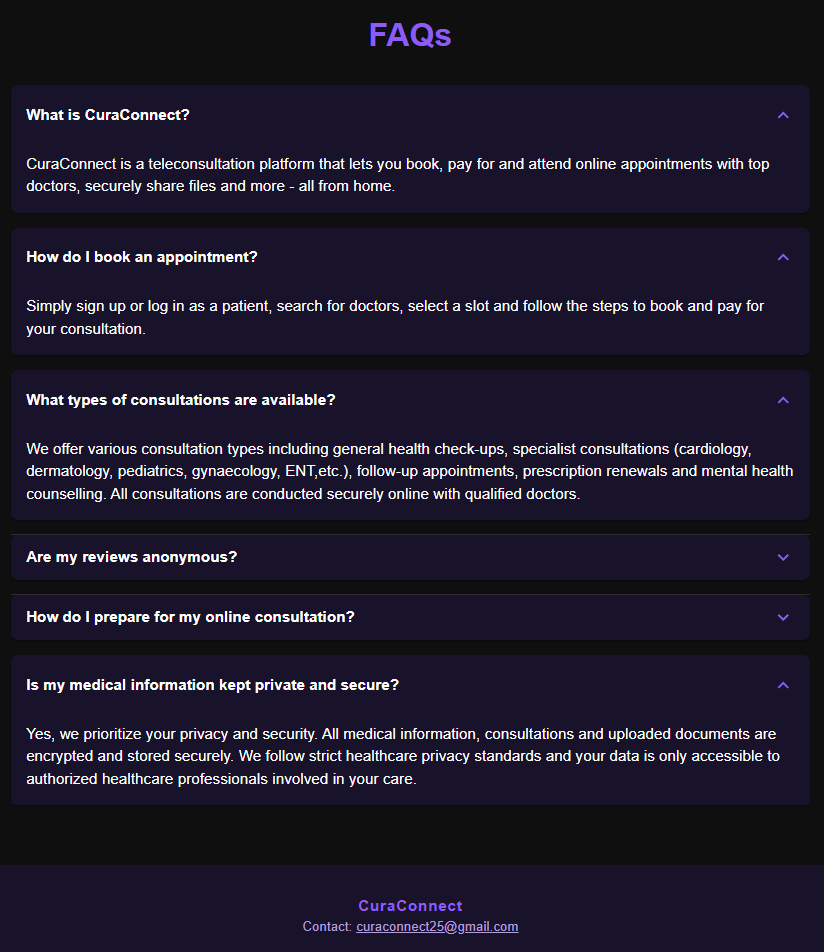 FAQs
What is CuraConnect?
CuraConnect is a teleconsultation platform that lets you book, pay for and attend online appointments with top
doctors, securely share files and more - all from home.
How do I book an appointment?
Simply sign up or log in as a patient, search for doctors, select a slot and follow the steps to book and pay for
your consultation.
What types of consultations are available?
We offer various consultation types including general health check-ups, specialist consultations (cardiology,
dermatology, pediatrics, gynaecology, ENT,etc.), follow-up appointments, prescription renewals and mental health
counselling. All consultations are conducted securely online with qualified doctors.
Are my reviews anonymous?
How do I prepare for my online consultation?
Is my medical information kept private and secure?
Yes, we prioritize your privacy and security. All medical information, consultations and uploaded documents are
encrypted and stored securely. We follow strict healthcare privacy standards and your data is only accessible to
authorized healthcare professionals involved in your care.
CuraConnect
Contact: curaconnect25@gmail.com